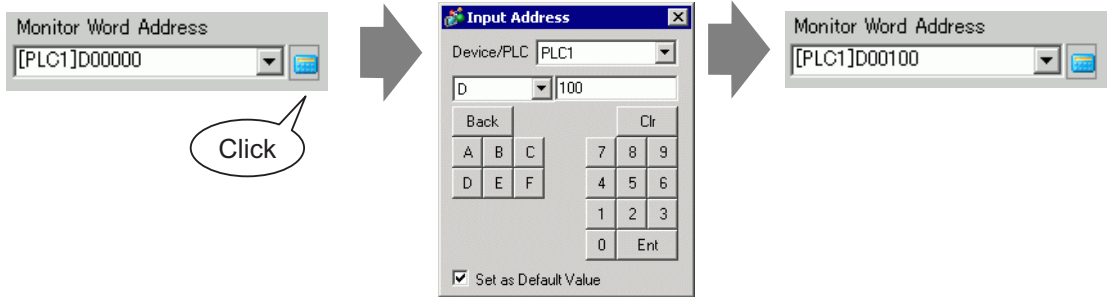 Monitor Word Address
[PLC1]D00000
Click
Input Address
Device/PLC PLC1
D 100
Back Clr
A B C 7 8 9
D E F 4 5 6
1 2 3
0 Ent
Set as Default Value
Monitor Word Address
[PLC1]D00100